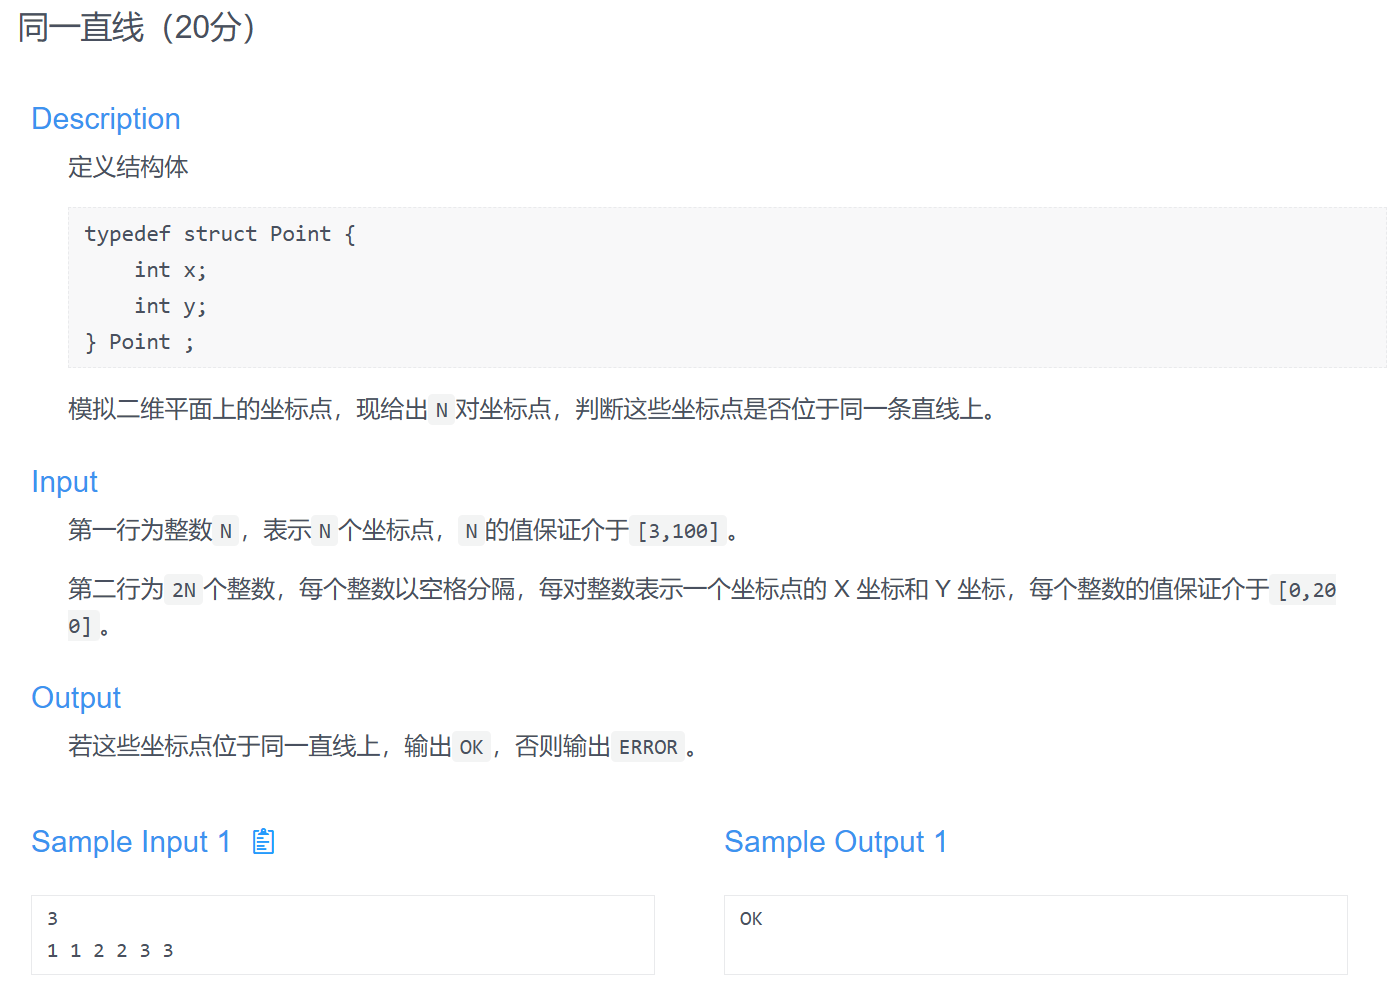 同一直线（20分）
Description
定义结构体
typedef struct Point {
    int x;
    int y;
} Point ;
模拟二维平面上的坐标点，现给出 N 对坐标点，判断这些坐标点是否位于同一条直线上。
Input
第一行为整数 N ，表示 N 个坐标点， N 的值保证介于 [3,100] 。
第二行为 2N 个整数，每个整数以空格分隔，每对整数表示一个坐标点的 X 坐标和 Y 坐标，每个整数的值保证介于 [0,20
0] 。
Output
若这些坐标点位于同一直线上，输出 OK ，否则输出 ERROR 。
Sample Input 1
Sample Output 1
3
1 1 2 2 3 3
OK